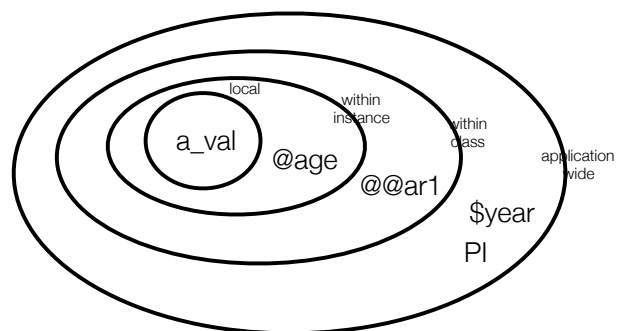 local
a_val
within
instance
@age
within
class
@@ar1
application
wide
$year
PI